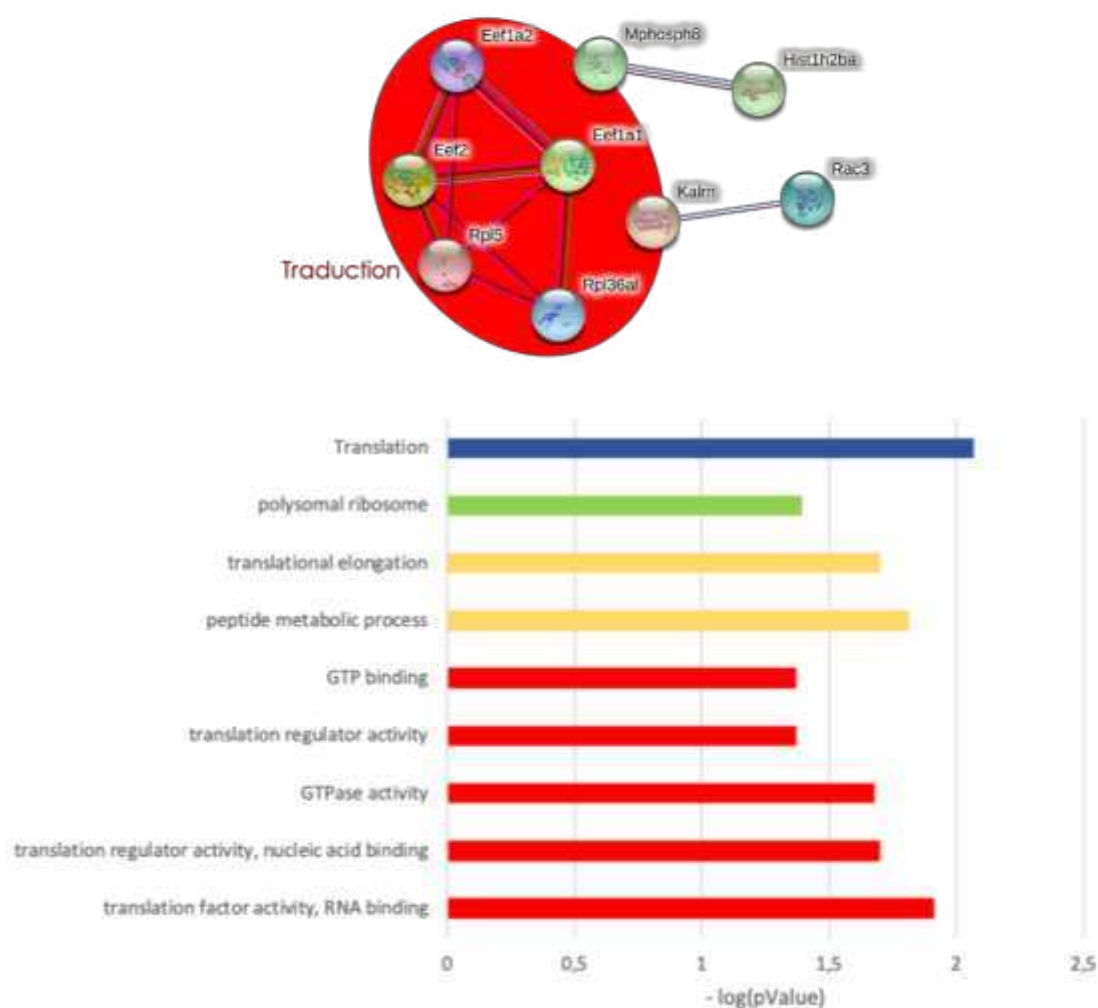 Eef1a2
Mphosph8
Hist1h2ba
Eef1a1
Eef2
Rac3
Kalrn
Rpl5
Traduction
Rpl36al
Translation
polysomal ribosome
translational elongation
peptide metabolic process
GTP binding
translation regulator activity
GTPase activity
translation regulator activity, nucleic acid binding
translation factor activity, RNA binding
0 0,5 1 1,5 2 2,5
- log(pValue)